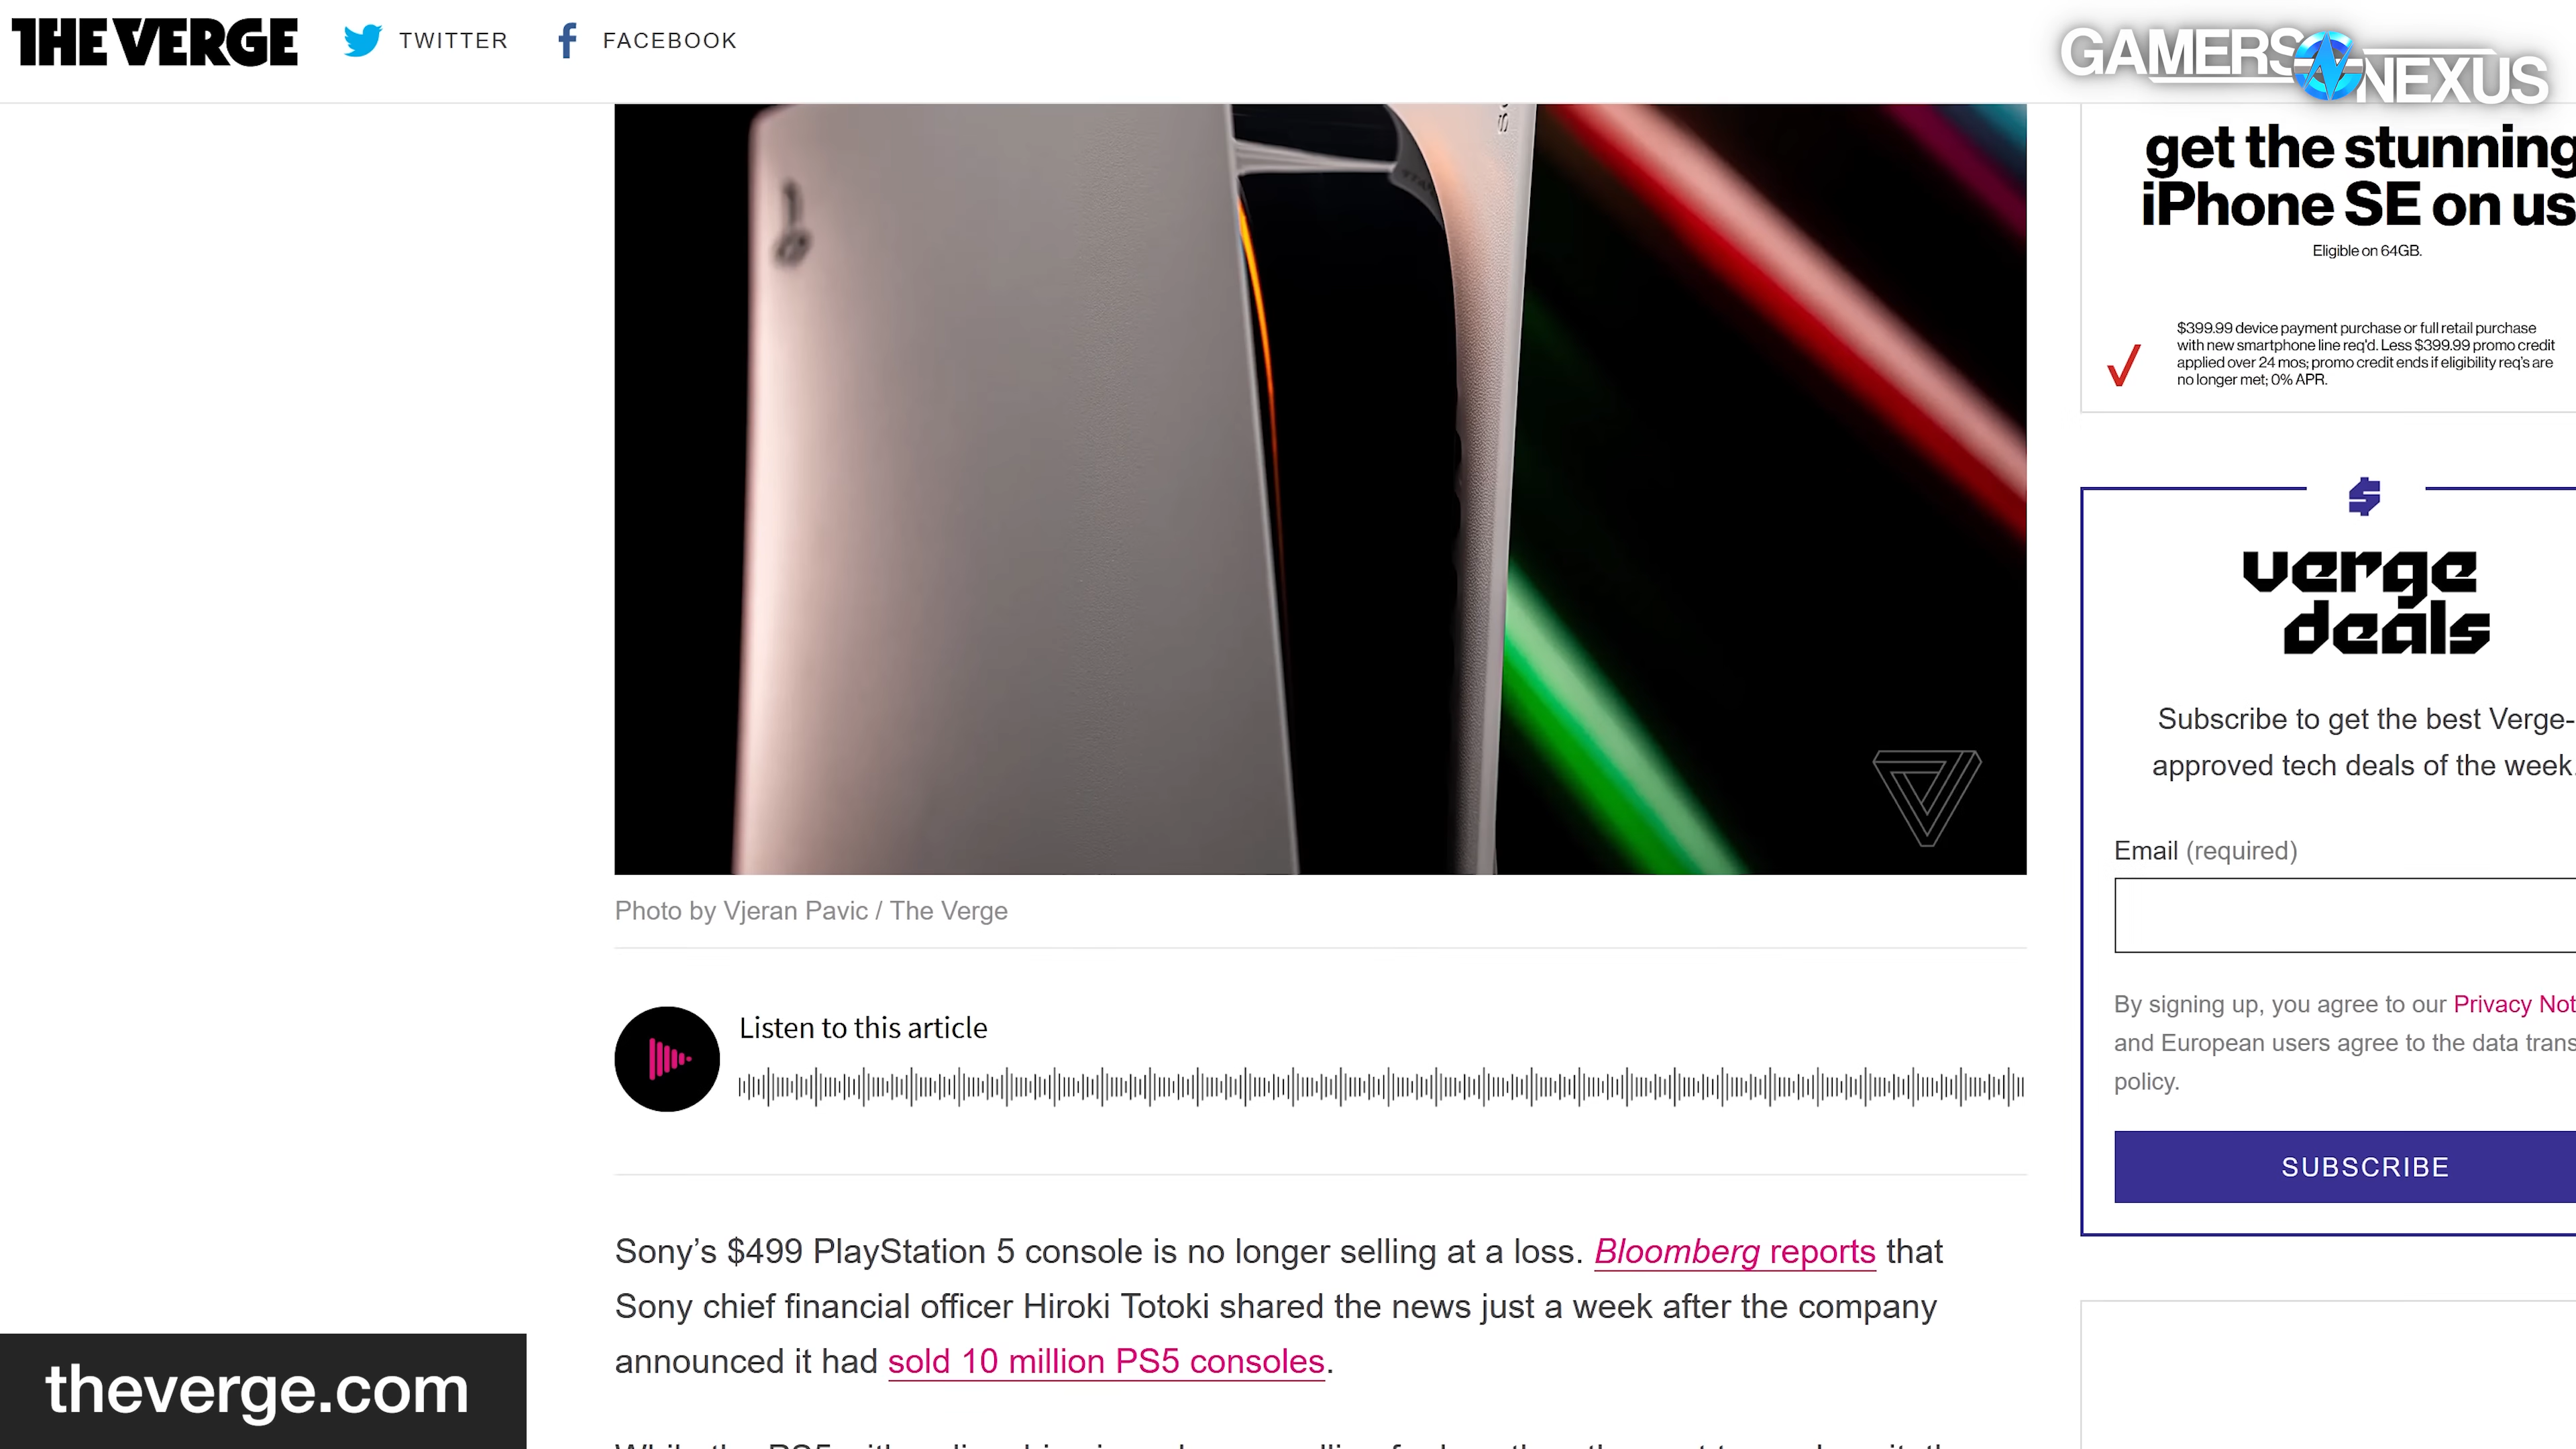 THE VERGE
TWITTER
FACEBOOK
GAMERS NEXUS
get the stunning
iPhone SE on us
Eligible on 64GB.
$399.99 device payment purchase or full retail purchase
with new smartphone line req'd. Less $399.99 promo credit
applied over 24 mos; promo credit ends if eligibility req's are
no longer met; 0% APR.
verge
deals
Subscribe to get the best Verge-
approved tech deals of the week.
Email (required)
By signing up, you agree to our Privacy Not
and European users agree to the data trans
policy.
SUBSCRIBE
Photo by Vjeran Pavic / The Verge
Listen to this article
Sony’s $499 PlayStation 5 console is no longer selling at a loss. Bloomberg reports that
Sony chief financial officer Hiroki Totoki shared the news just a week after the company
announced it had sold 10 million PS5 consoles.
theverge.com